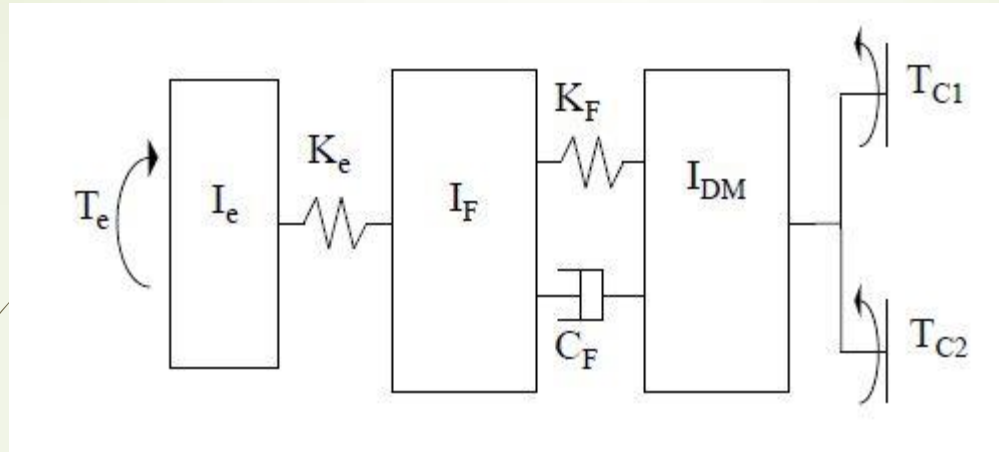 T_e
I_e
K_e
I_F
K_F
C_F
I_DM
T_C1
T_C2